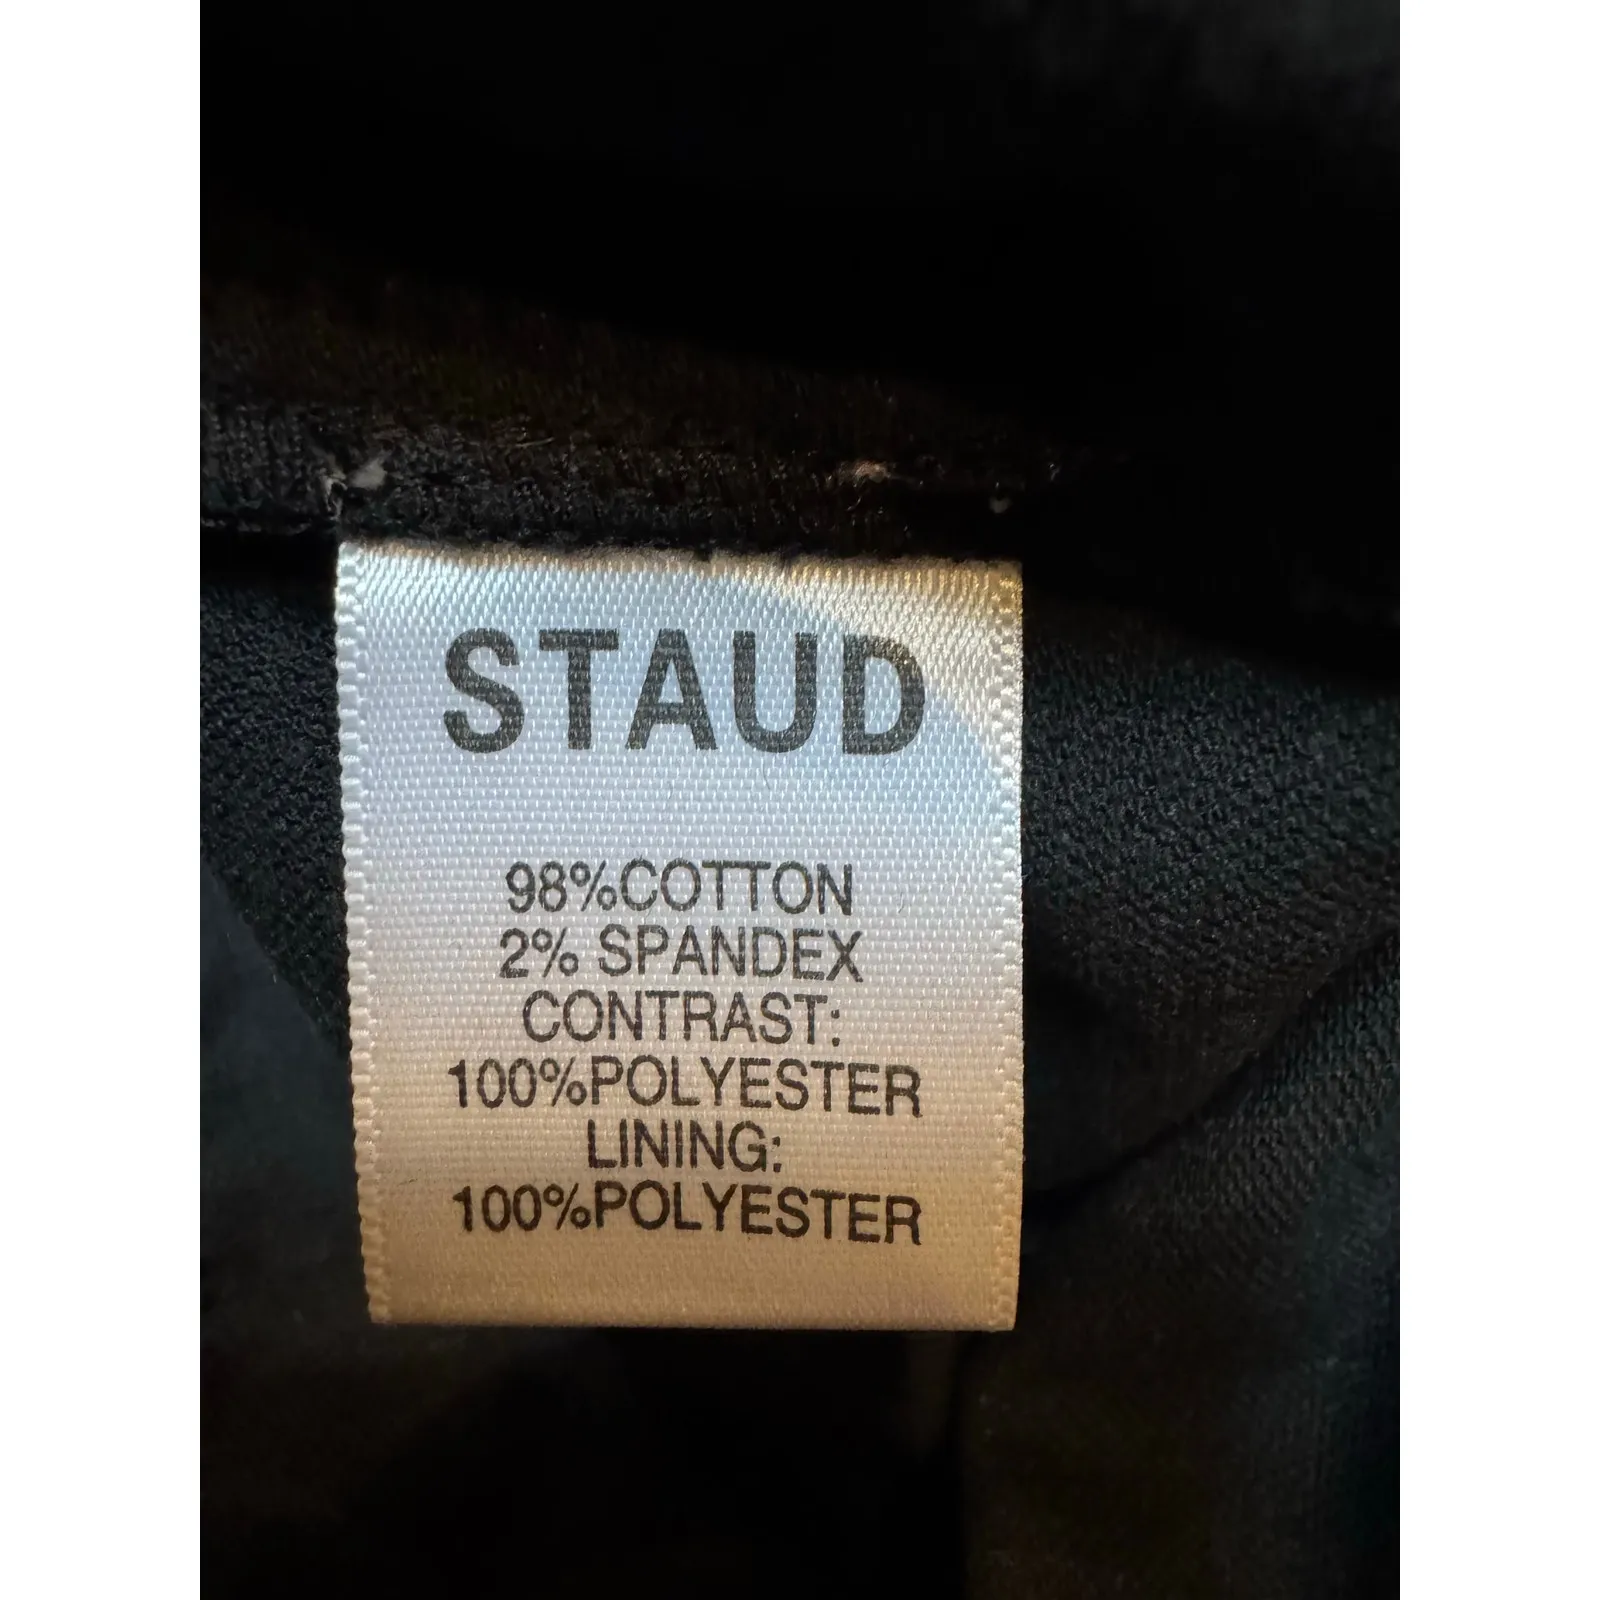 STAUD
98%COTTON
2% SPANDEX
CONTRAST:
100%POLYESTER
LINING:
100%POLYESTER